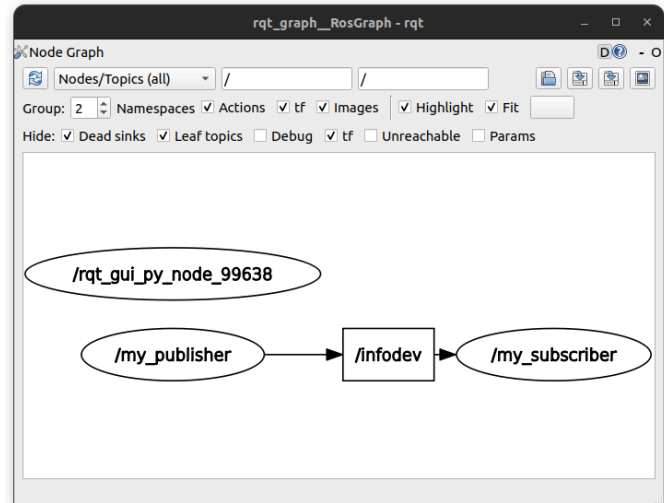 rqt_graph__RosGraph - rqt
Node Graph D - O
Nodes/Topics (all) / /
Group: 2 Namespaces Actions tf Images Highlight Fit
Hide: Dead sinks Leaf topics Debug tf Unreachable Params
/rqt_gui_py_node_99638
/my_publisher /infodev /my_subscriber